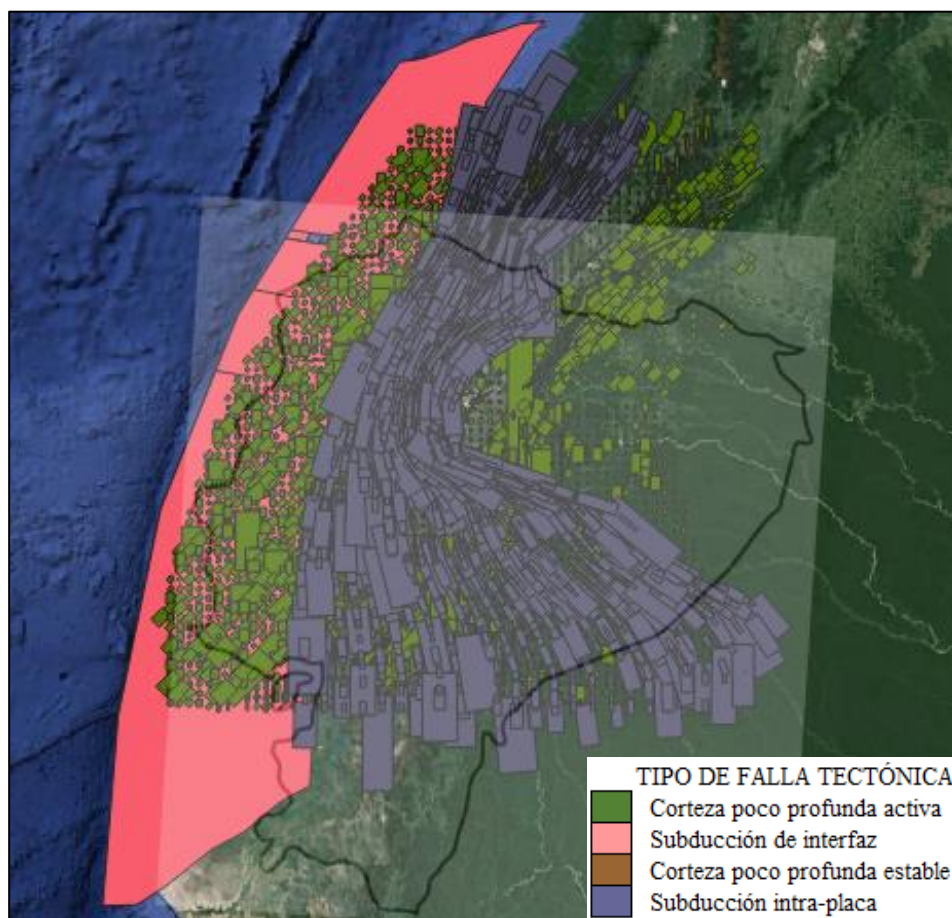 TIPO DE FALLA TECTÓNICA
Corteza poco profunda activa
Subducción de interfaz
Corteza poco profunda estable
Subducción intra-placa